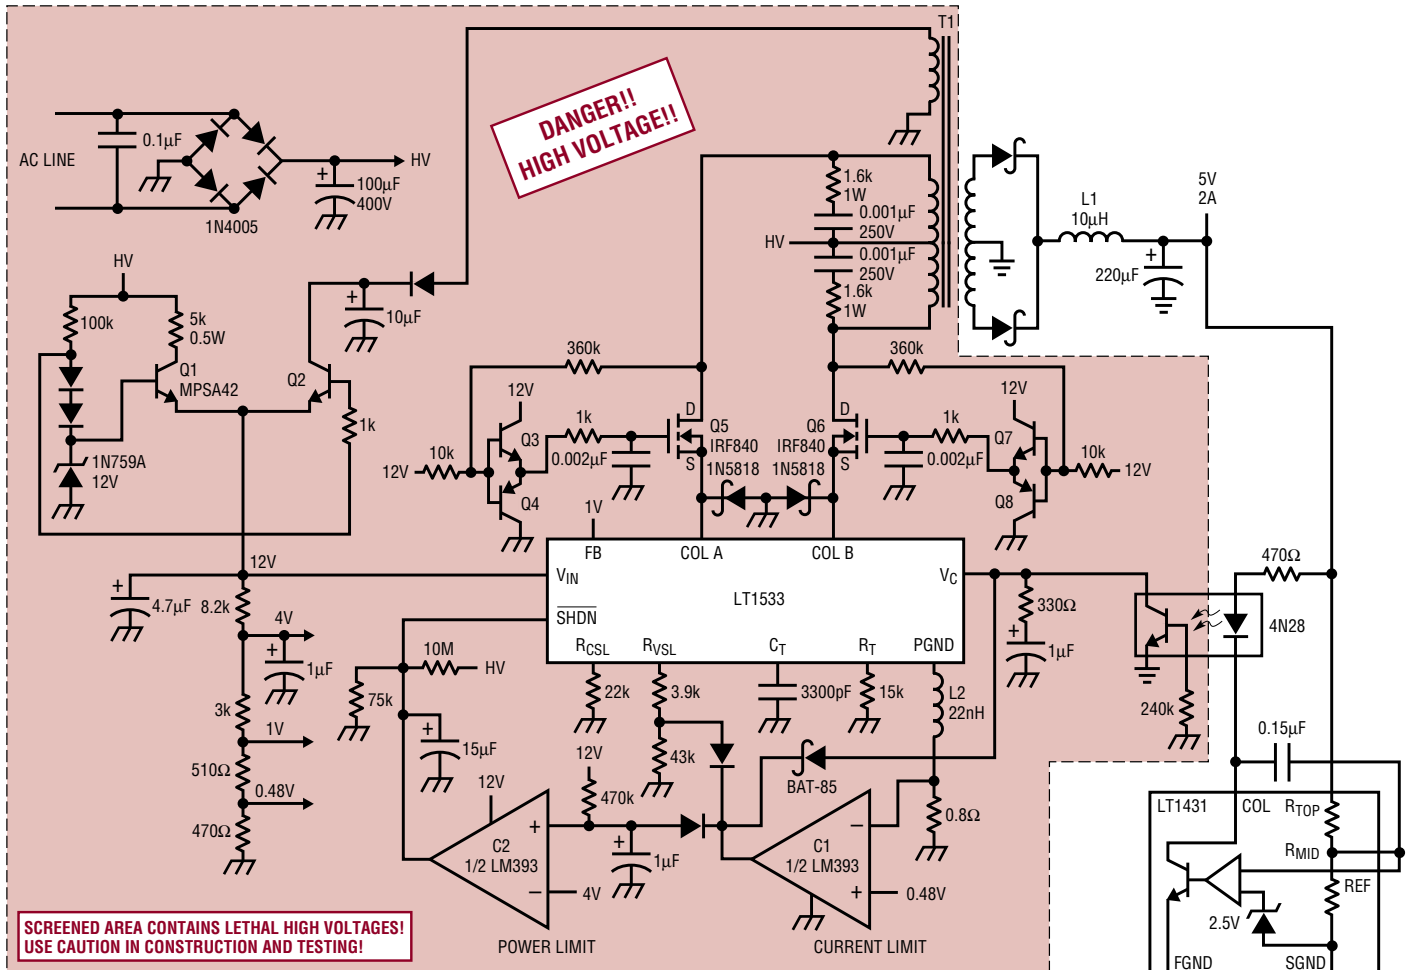 T1
DANGER!!
HIGH VOLTAGE!!
AC LINE
0.1µF
HV
+
100µF
400V
1N4005
1.6k
1W
0.001µF
250V
HV
0.001µF
250V
1.6k
1W
L1
10µH
5V
2A
+
220µF
HV
100k
5k
0.5W
Q1
MPSA42
Q2
+
10µF
1k
1N759A
12V
360k
360k
12V
12V
10k
12V
Q3
Q4
1k
0.002µF
D
Q5
IRF840
S
1N5818
D
Q6
IRF840
S
1N5818
1k
0.002µF
Q7
Q8
10k
12V
1V
FB
COL A
COL B
VIN
VC
LT1533
SHDN
RCSL
RVSL
CT
RT
PGND
12V
+
4.7µF
8.2k
4V
+
1µF
3k
1V
510Ω
0.48V
470Ω
10M
HV
75k
+
15µF
22k
3.9k
43k
3300pF
15k
L2
22nH
330Ω
+
1µF
470Ω
4N28
240k
0.15µF
12V
12V
470k
BAT-85
+
C2
1/2 LM393
−
4V
+
1µF
−
C1
1/2 LM393
+
0.48V
0.8Ω
POWER LIMIT
CURRENT LIMIT
LT1431
COL
RTOP
RMID
REF
2.5V
FGND
SGND
SCREENED AREA CONTAINS LETHAL HIGH VOLTAGES!
USE CAUTION IN CONSTRUCTION AND TESTING!